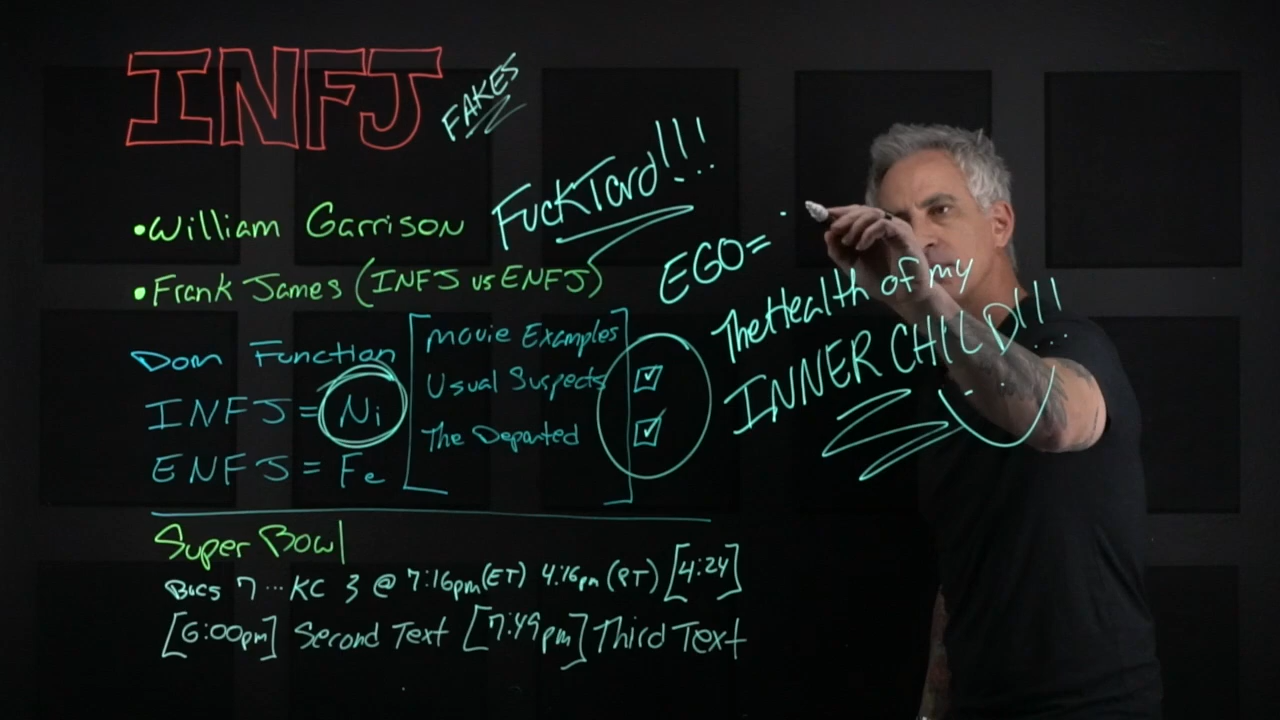 INFJ
FAKES
• William Garrison
FuckTard!!!
• Frank James (INFJ vs ENFJ)
EGO=
The Health of my
INNER CHILD!!!
Dom Function
INFJ = Ni
ENFJ = Fe
Movie Examples
Usual Suspects
The Departed
Super Bowl
Bucs 7 ... KC 3 @ 7:16pm (ET) 4:16pm (PT) [4:24]
[6:00pm] Second Text [7:49pm] Third Text